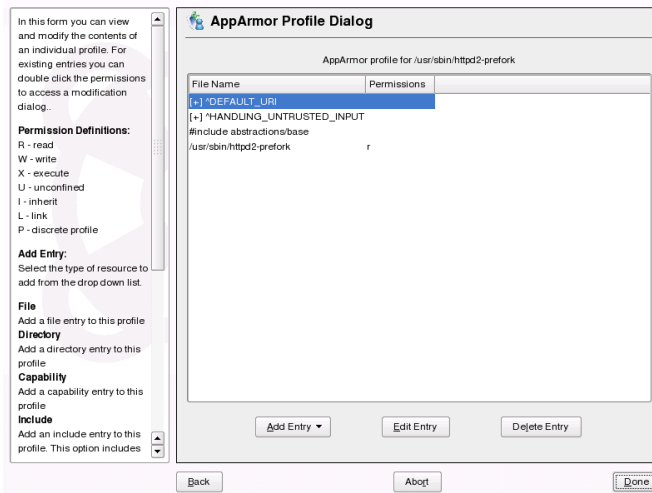 In this form you can view
and modify the contents of
an individual profile. For
existing entries you can
double click the permissions
to access a modification
dialog..
Permission Definitions:
R - read
W - write
X - execute
U - unconfined
I - inherit
L - link
P - discrete profile
Add Entry:
Select the type of resource to
add from the drop down list.
File
Add a file entry to this profile
Directory
Add a directory entry to this
profile
Capability
Add a capability entry to this
profile
Include
Add an include entry to this
profile. This option includes
AppArmor Profile Dialog
AppArmor profile for /usr/sbin/httpd2-prefork
File Name Permissions
[+] ^DEFAULT_URI
[+] ^HANDLING_UNTRUSTED_INPUT
#include abstractions/base
/usr/sbin/httpd2-prefork r
Add Entry Edit Entry Delete Entry
Back Abort Done